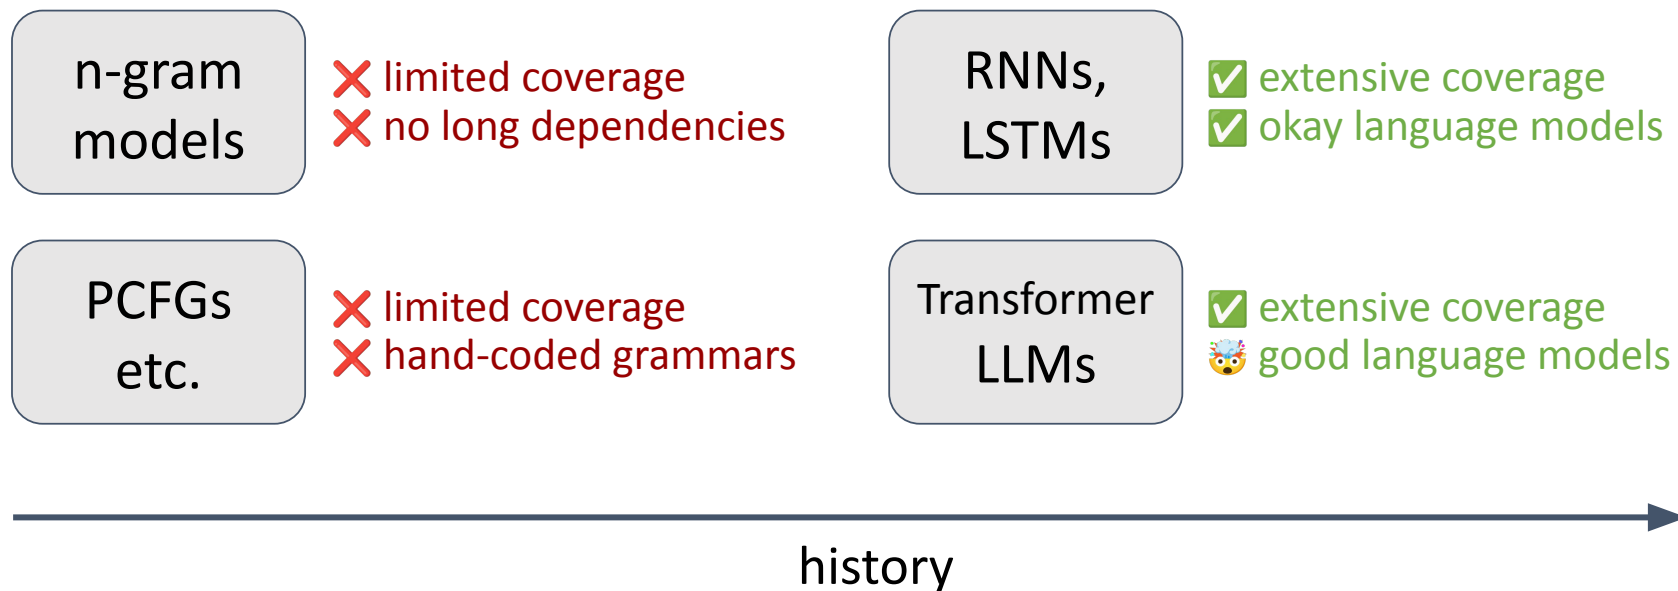 n-gram
models
❌ limited coverage
❌ no long dependencies
PCFGs
etc.
❌ limited coverage
❌ hand-coded grammars
RNNs,
LSTMs
✅ extensive coverage
✅ okay language models
Transformer
LLMs
✅ extensive coverage
🤯 good language models
history